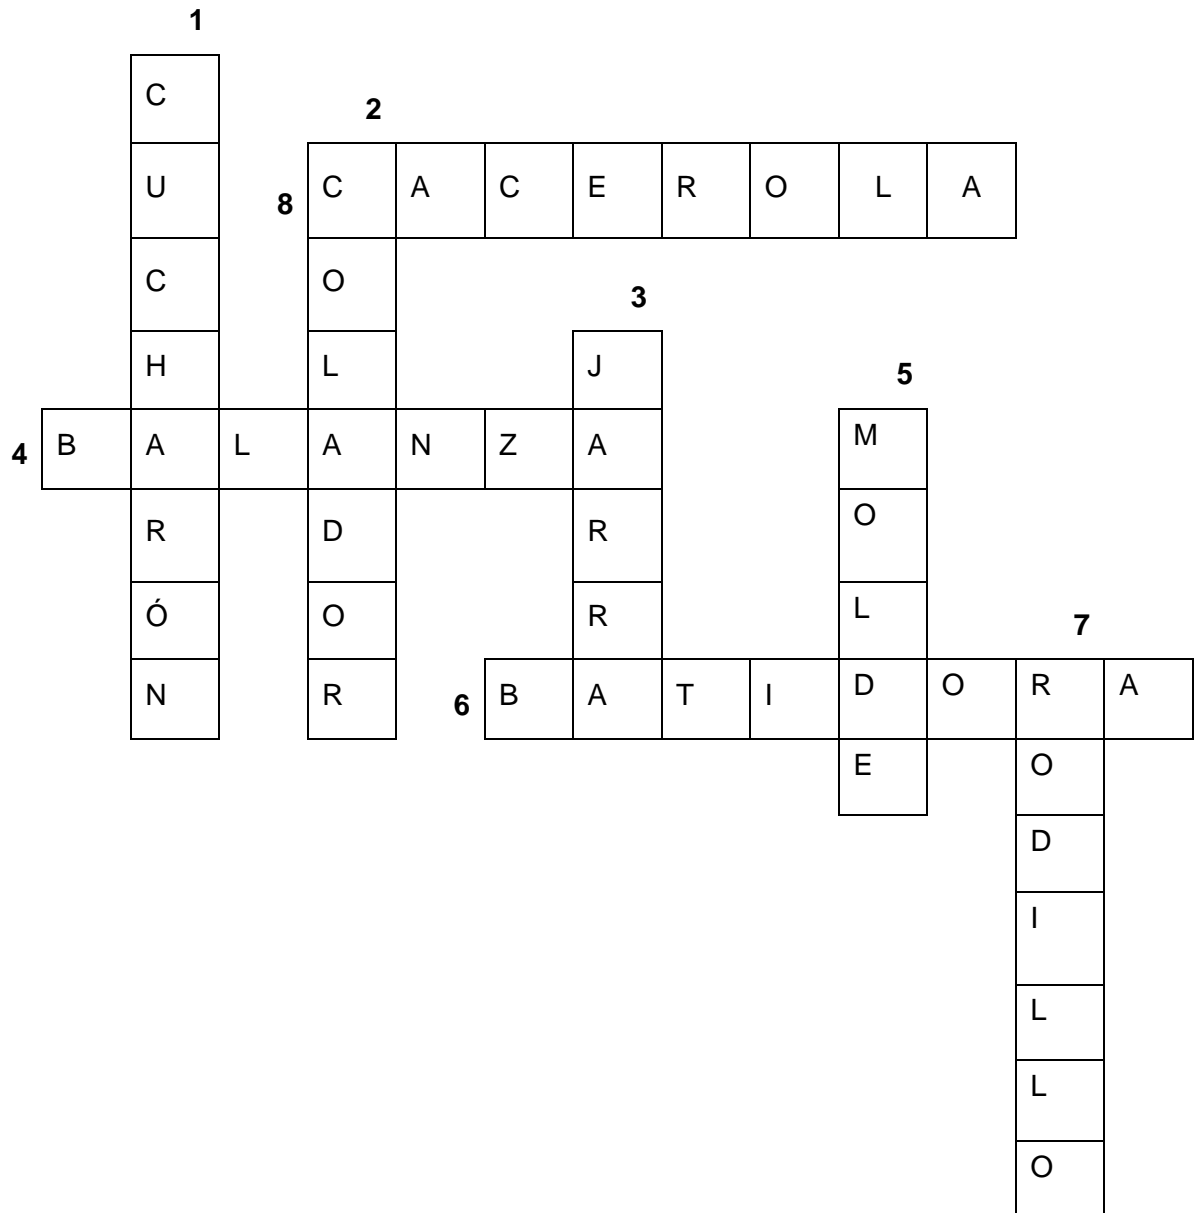 1
C
2
U 8 C A C E R O L A
C O
3
H L J
5
4 B A L A N Z A M
R D R O
Ó O R L
7
N R 6 B A T I D O R A
E O
D
I
L
L
O